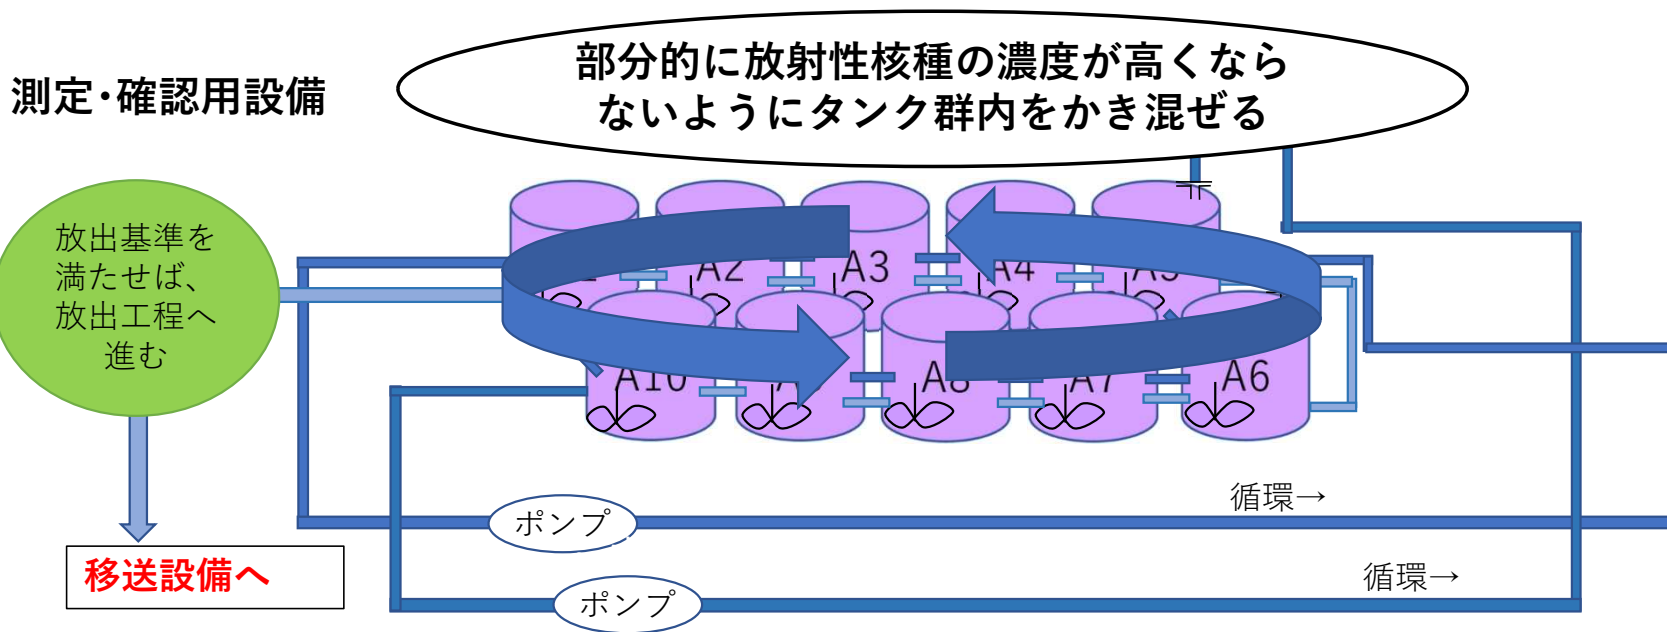 測定･確認用設備
部分的に放射性核種の濃度が高くなら
ないようにタンク群内をかき混ぜる
放出基準を
満たせば、
放出工程へ
進む
A2
A3
A4
A10
A8
A7
A6
循環→
ポンプ
移送設備へ
循環→
ポンプ